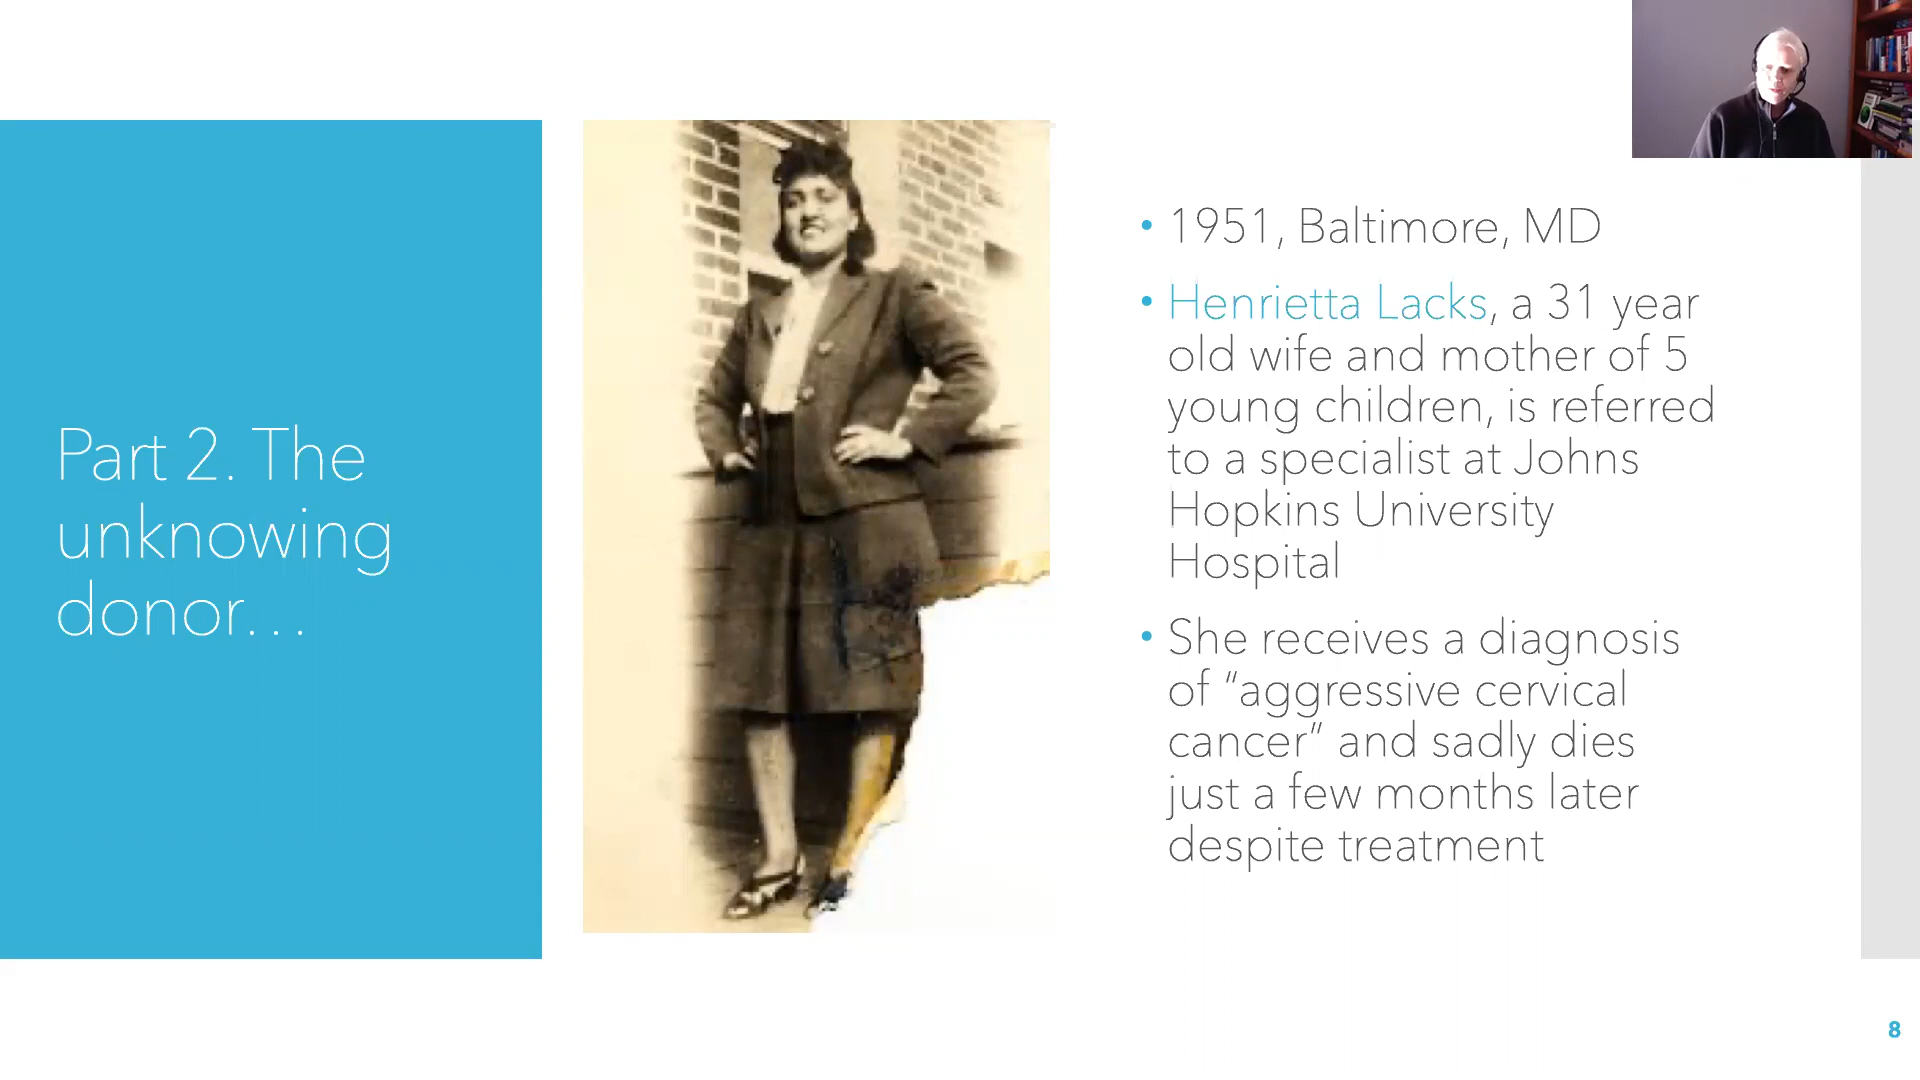 Part 2. The
unknowing
donor…
• 1951, Baltimore, MD
• Henrietta Lacks, a 31 year
old wife and mother of 5
young children, is referred
to a specialist at Johns
Hopkins University
Hospital
• She receives a diagnosis
of “aggressive cervical
cancer” and sadly dies
just a few months later
despite treatment
8